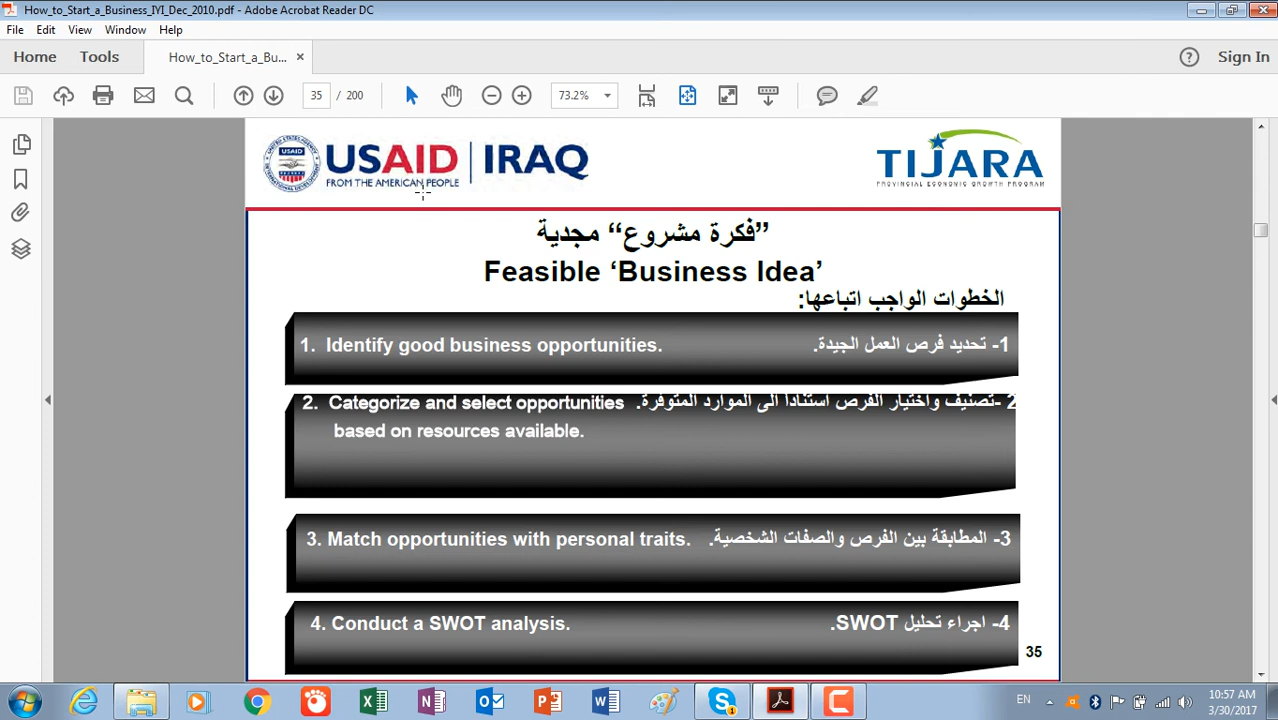 How_to_Start_a_Business_IYI_Dec_2010.pdf - Adobe Acrobat Reader DC
File Edit View Window Help
Home Tools How_to_Start_a_Bu... × Sign In
35 / 200 73.2%
USAID IRAQ
FROM THE AMERICAN PEOPLE
TIJARA
PROVINCIAL ECONOMIC GROWTH PROGRAM
”فكرة مشروع“ مجدية
Feasible ‘Business Idea’
الخطوات الواجب اتباعها:
1. Identify good business opportunities.
1- تحديد فرص العمل الجيدة.
2. Categorize and select opportunities
based on resources available.
2 -تصنيف واختيار الفرص استنادا الى الموارد المتوفرة.
3. Match opportunities with personal traits.
3- المطابقة بين الفرص والصفات الشخصية.
4. Conduct a SWOT analysis.
4- اجراء تحليل SWOT.
35
EN
10:57 AM
3/30/2017